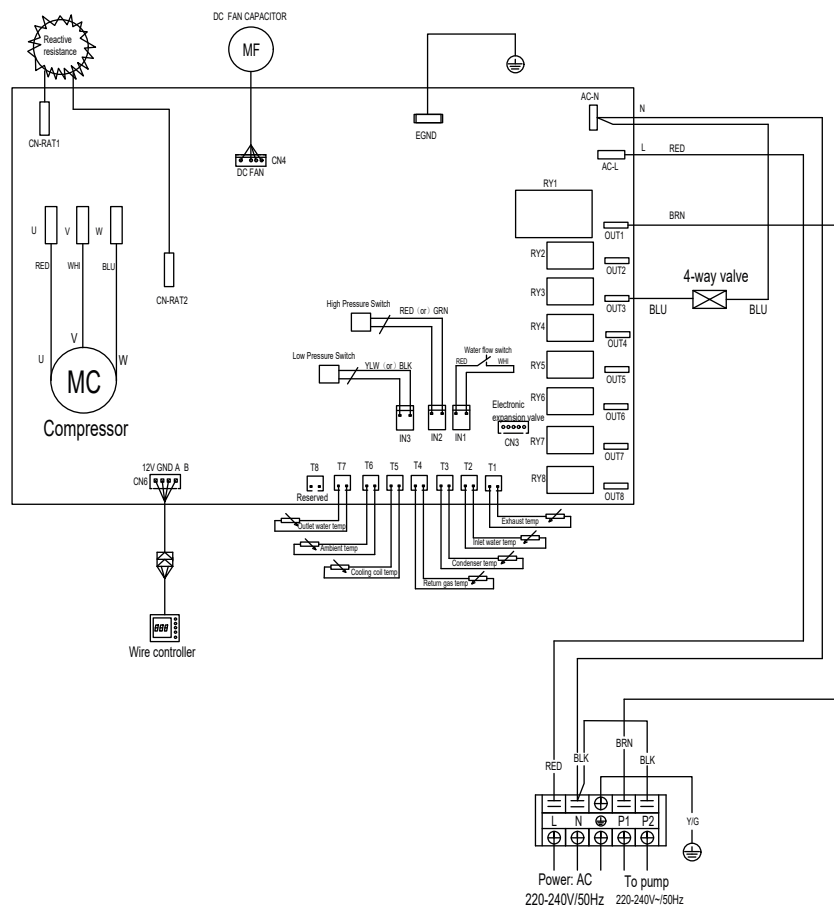 DC FAN CAPACITOR
Reactive
resistance
MF
AC-N
N
CN-RAT1
EGND
CN4
DC FAN
L
RED
AC-L
RY1
BRN
OUT1
U
V
W
RED
WHI
BLU
RY2
OUT2
4-way valve
CN-RAT2
RY3
OUT3
BLU
BLU
High Pressure Switch
RED (or) GRN
RY4
OUT4
V
U
W
MC
Compressor
Low Pressure Switch
YLW (or) BLK
Water flow switch
RED
WHI
RY5
OUT5
RY6
OUT6
Electronic
expansion valve
CN3
IN3
IN2
IN1
RY7
OUT7
12V GND A B
CN6
T8
T7
T6
T5
T4
T3
T2
T1
Reserved
RY8
OUT8
Outlet water temp
Exhaust temp
Ambient temp
Inlet water temp
Cooling coil temp
Condenser temp
Return gas temp
Wire controller
RED
BLK
BRN
BLK
L
N
P1
P2
Y/G
Power: AC
220-240V/50Hz
To pump
220-240V~/50Hz